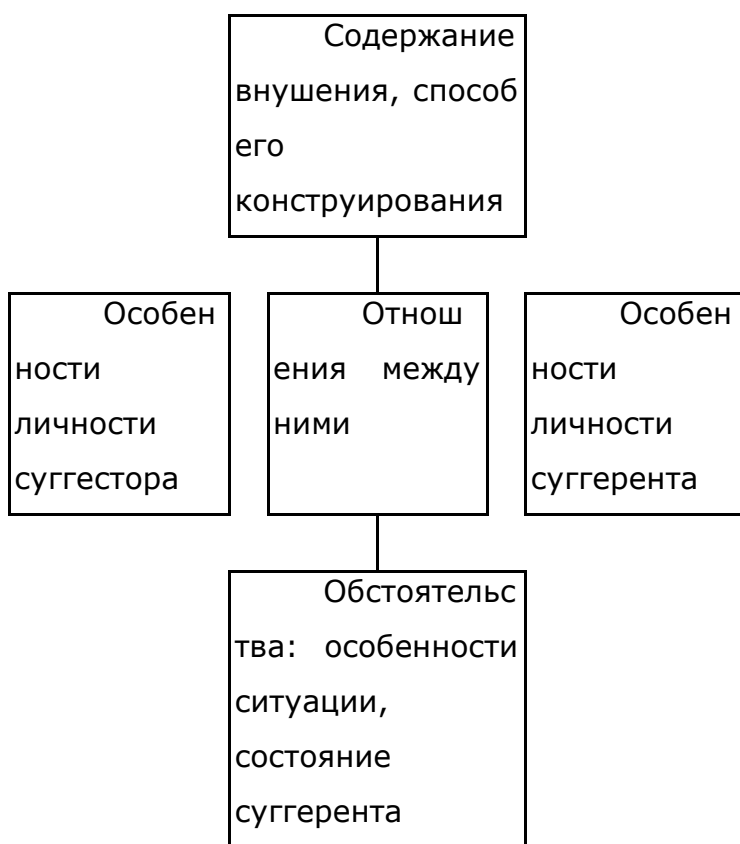 Содержание
внушения, способ
его
конструирования
Особен
ности
личности
суггестора
Отнош
ения между
ними
Особен
ности
личности
суггерента
Обстоятельс
тва: особенности
ситуации,
состояние
суггерента